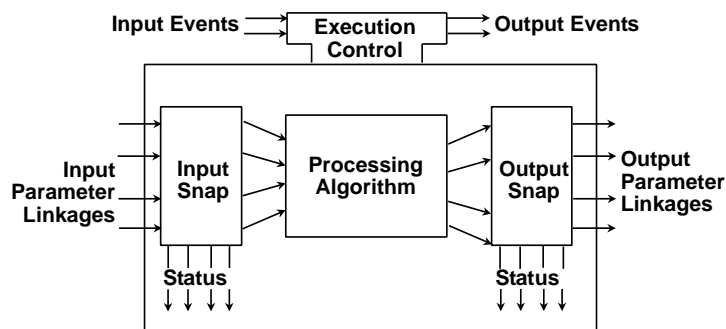 Input Events
Execution
Control
Output Events
Input
Parameter
Linkages
Input
Snap
Processing
Algorithm
Output
Snap
Output
Parameter
Linkages
Status
Status